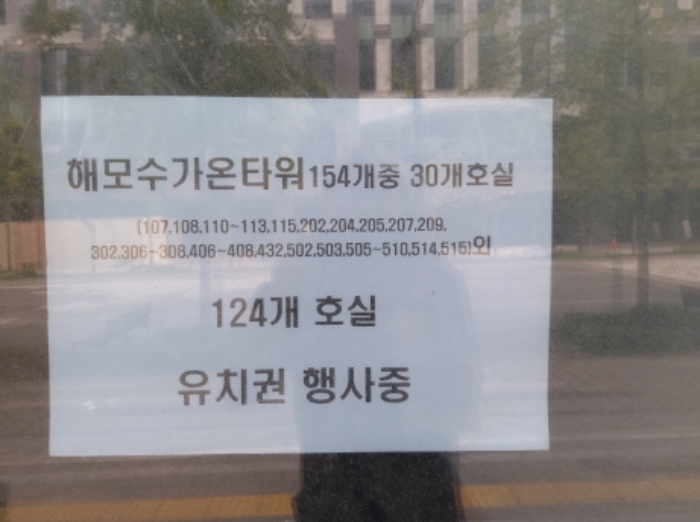 해모수가온타워154개중 30개호실
(107,108,110~113,115,202,204,205,207,209,
302,306~308,406~408,432,502,503,505~510,514,515)외
124개 호실
유치권 행사중